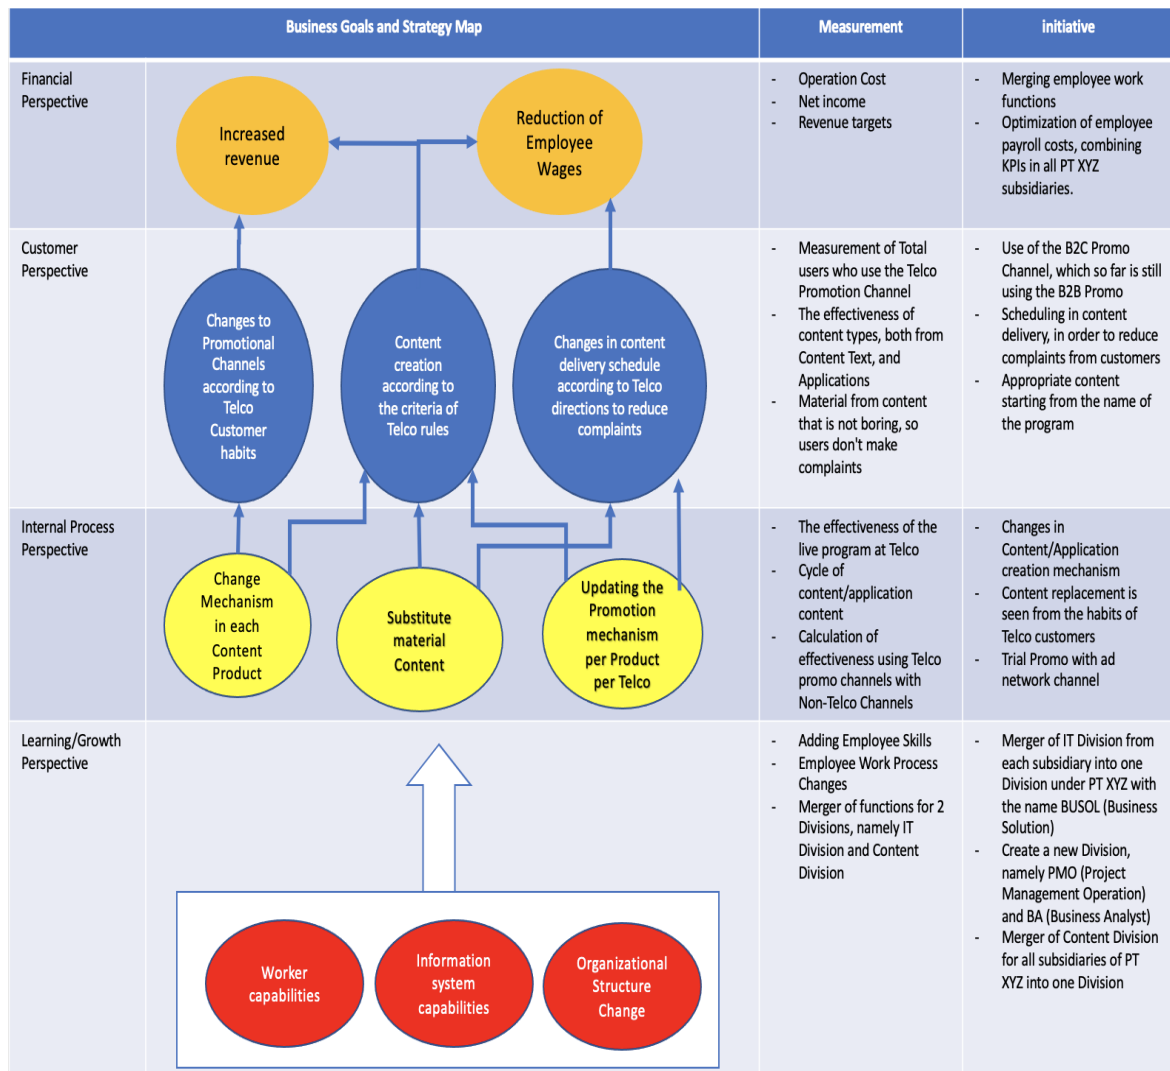 Business Goals and Strategy Map
Measurement
initiative
Financial
Perspective
Increased
revenue
Reduction of
Employee
Wages
- Operation Cost
- Net income
- Revenue targets
- Merging employee work
functions
- Optimization of employee
payroll costs, combining
KPIs in all PT XYZ
subsidiaries.
Customer
Perspective
Changes to
Promotional
Channels
according to
Telco
Customer
habits
Content
creation
according to
the criteria of
Telco rules
Changes in content
delivery schedule
according to Telco
directions to reduce
complaints
- Measurement of Total
users who use the Telco
Promotion Channel
- The effectiveness of
content types, both from
Content Text, and
Applications
- Material from content
that is not boring, so
users don't make
complaints
- Use of the B2C Promo
Channel, which so far is still
using the B2B Promo
- Scheduling in content
delivery, in order to reduce
complaints from customers
- Appropriate content
starting from the name of
the program
Internal Process
Perspective
Change
Mechanism
in each
Content
Product
Substitute
material
Content
Updating the
Promotion
mechanism
per Product
per Telco
- The effectiveness of the
live program at Telco
- Cycle of
content/application
content
- Calculation of
effectiveness using Telco
promo channels with
Non-Telco Channels
- Changes in
Content/Application
creation mechanism
- Content replacement is
seen from the habits of
Telco customers
- Trial Promo with ad
network channel
Learning/Growth
Perspective
Worker
capabilities
Information
system
capabilities
Organizational
Structure
Change
- Adding Employee Skills
- Employee Work Process
Changes
- Merger of functions for 2
Divisions, namely IT
Division and Content
Division
- Merger of IT Division from
each subsidiary into one
Division under PT XYZ with
the name BUSOL (Business
Solution)
- Create a new Division,
namely PMO (Project
Management Operation)
and BA (Business Analyst)
- Merger of Content Division
for all subsidiaries of PT
XYZ into one Division